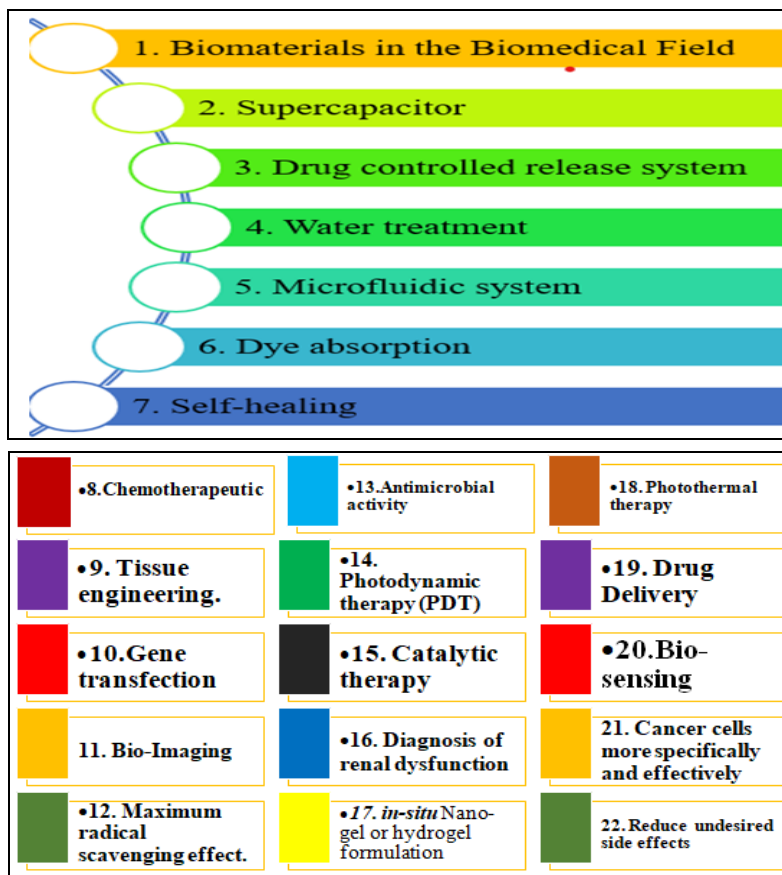 1. Biomaterials in the Biomedical Field
2. Supercapacitor
3. Drug controlled release system
4. Water treatment
5. Microfluidic system
6. Dye absorption
7. Self-healing
•8.Chemotherapeutic
•13.Antimicrobial
activity
•18.Photothermal
therapy
•9. Tissue
engineering.
•14.
Photodynamic
therapy (PDT)
•19. Drug
Delivery
•10.Gene
transfection
•15. Catalytic
therapy
•20.Bio-
sensing
11. Bio-Imaging
•16. Diagnosis of
renal dysfunction
21. Cancer cells
more specifically
and effectively
•12. Maximum
radical
scavenging effect.
•17. in-situ Nano-
gel or hydrogel
formulation
22.Reduce undesired
side effects